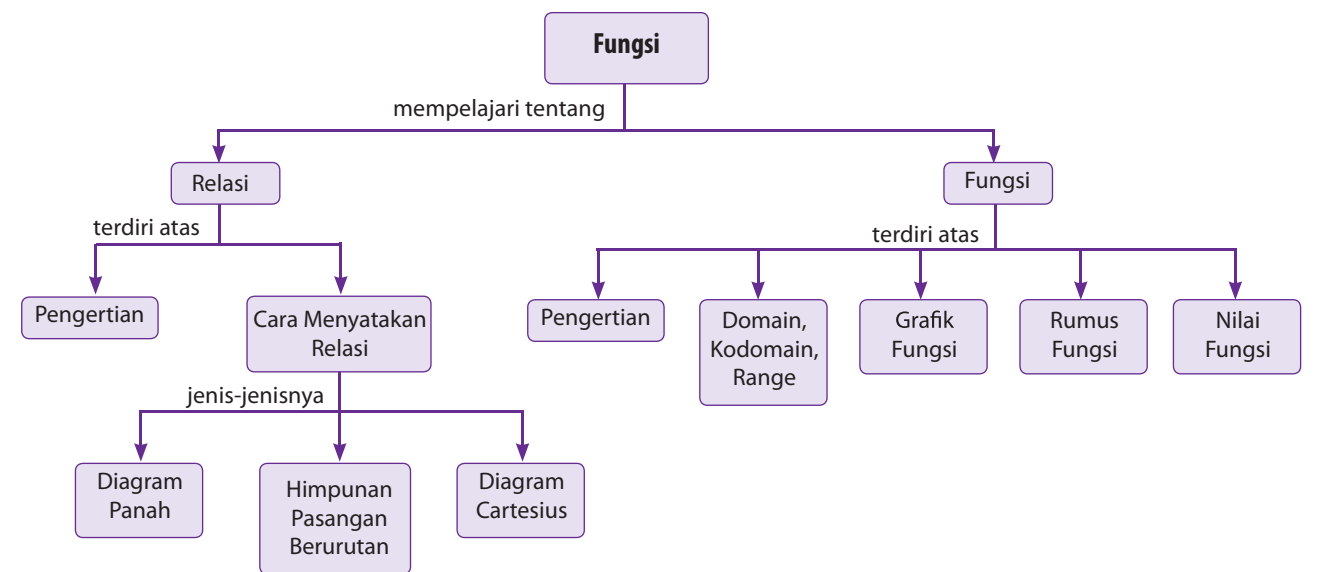 Fungsi
mempelajari tentang
Relasi
Fungsi
terdiri atas
terdiri atas
Pengertian
Cara Menyatakan
Relasi
Pengertian
Domain,
Kodomain,
Range
Grafik
Fungsi
Rumus
Fungsi
Nilai
Fungsi
jenis-jenisnya
Diagram
Panah
Himpunan
Pasangan
Berurutan
Diagram
Cartesius